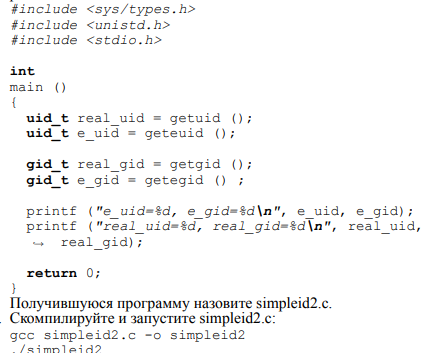 #include <sys/types.h>
#include <unistd.h>
#include <stdio.h>
int
main ()
{
uid_t real_uid = getuid ();
uid_t e_uid = geteuid ();
gid_t real_gid = getgid ();
gid_t e_gid = getegid () ;
printf ("e_uid=%d, e_gid=%d\n", e_uid, e_gid);
printf ("real_uid=%d, real_gid=%d\n", real_uid,
↪ real_gid);
return 0;
}
Получившуюся программу назовите simpleid2.c.
Скомпилируйте и запустите simpleid2.c:
gcc simpleid2.c -o simpleid2
./simpleid2